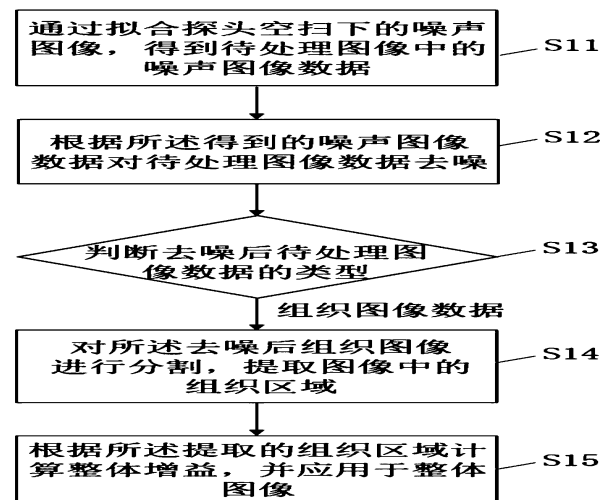 通过拟合探头空扫下的噪声
图像，得到待处理图像中的
噪声图像数据
S11
根据所述得到的噪声图像
数据对待处理图像数据去噪
S12
判断去噪后待处理图
像数据的类型
S13
组织图像数据
对所述去噪后组织图像
进行分割，提取图像中的
组织区域
S14
根据所述提取的组织区域计
算整体增益，并应用于整体
图像
S15